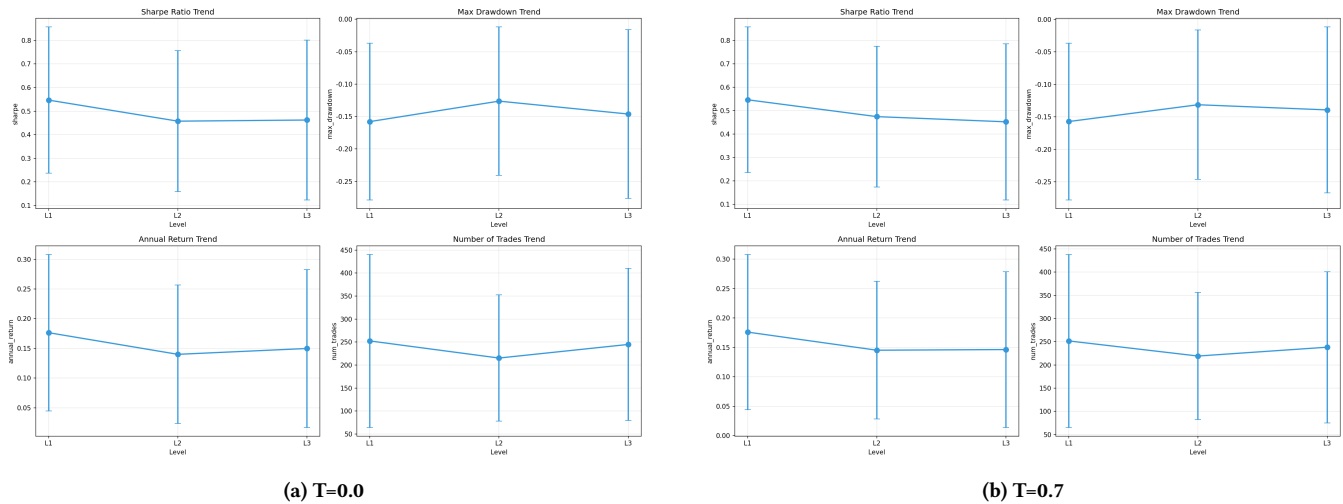 Sharpe Ratio Trend
sharpe
0.8
0.7
0.6
0.5
0.4
0.3
0.2
0.1
L1 L2 L3
Level
Max Drawdown Trend
max_drawdown
0.00
-0.05
-0.10
-0.15
-0.20
-0.25
L1 L2 L3
Level
Annual Return Trend
annual_return
0.30
0.25
0.20
0.15
0.10
0.05
L1 L2 L3
Level
Number of Trades Trend
num_trades
450
400
350
300
250
200
150
100
50
L1 L2 L3
Level
(a) T=0.0
Sharpe Ratio Trend
sharpe
0.8
0.7
0.6
0.5
0.4
0.3
0.2
0.1
L1 L2 L3
Level
Max Drawdown Trend
max_drawdown
0.00
-0.05
-0.10
-0.15
-0.20
-0.25
L1 L2 L3
Level
Annual Return Trend
annual_return
0.30
0.25
0.20
0.15
0.10
0.05
0.00
L1 L2 L3
Level
Number of Trades Trend
num_trades
450
400
350
300
250
200
150
100
50
L1 L2 L3
Level
(b) T=0.7